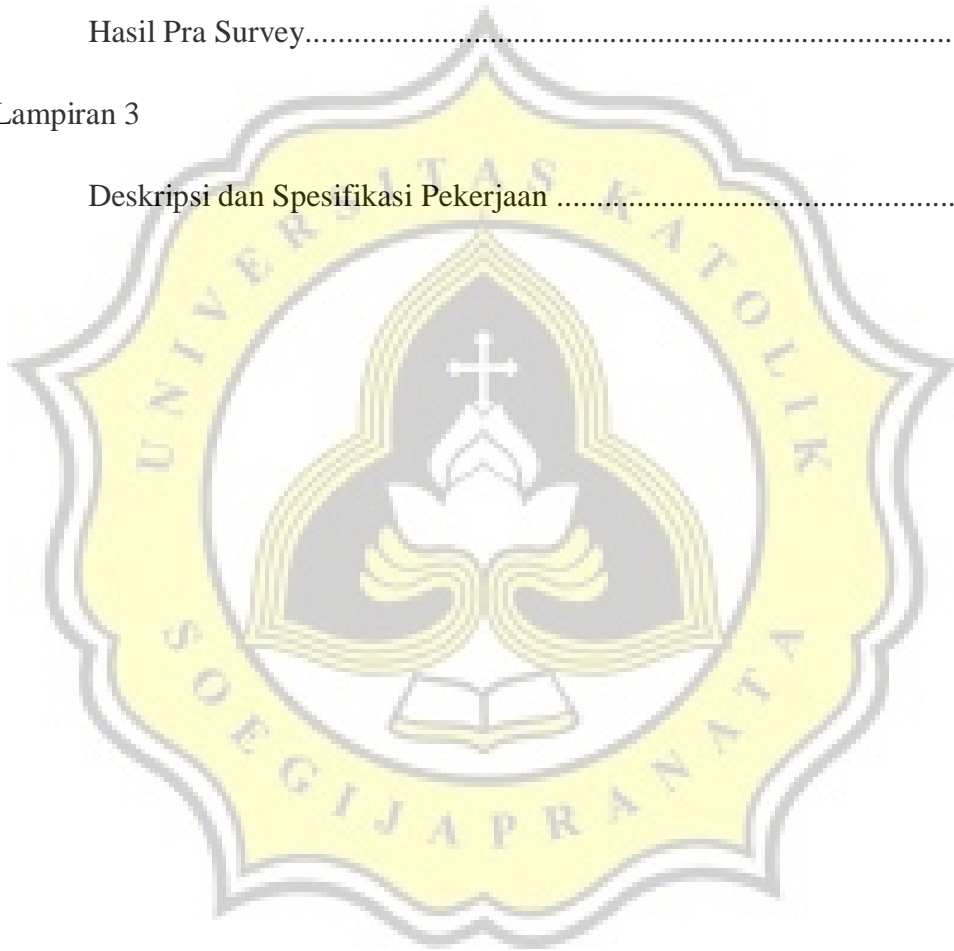 Hasil Pra Survey................................................................................
Lampiran 3
Deskripsi dan Spesifikasi Pekerjaan .................................................
UNIVERSITAS KATOLIK
SOEGIJAPRANATA